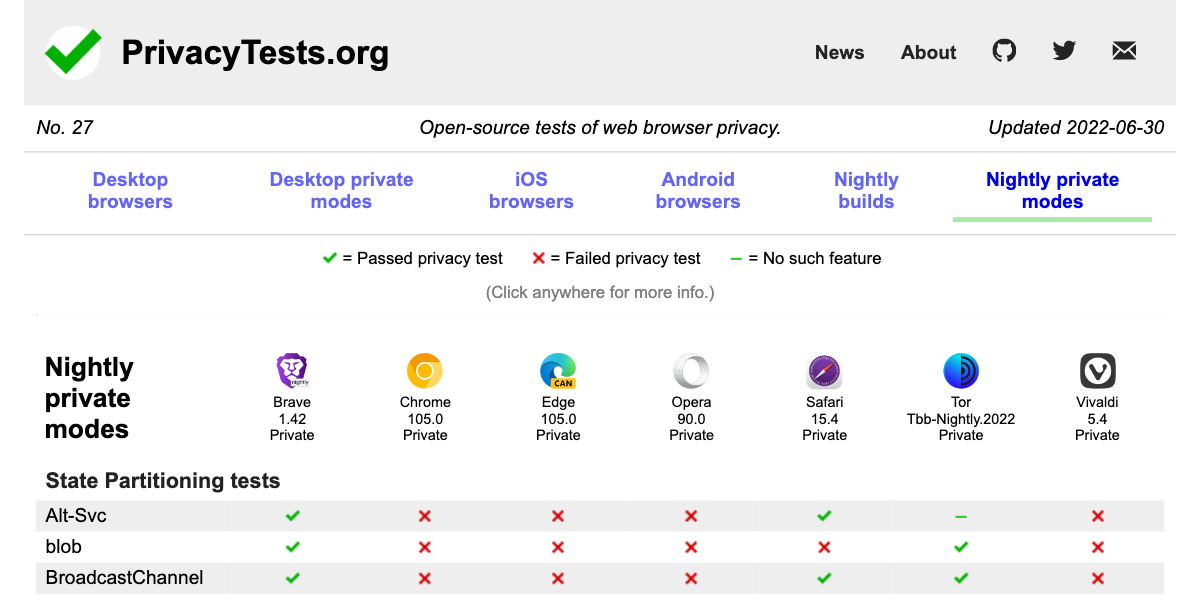 PrivacyTests.org
News About
No. 27 Open-source tests of web browser privacy. Updated 2022-06-30
Desktop browsers
Desktop private modes
iOS browsers
Android browsers
Nightly builds
Nightly private modes
✓ = Passed privacy test ✗ = Failed privacy test – = No such feature
(Click anywhere for more info.)
Nightly private modes
nightly
Brave 1.42 Private
Chrome 105.0 Private
CAN
Edge 105.0 Private
Opera 90.0 Private
Safari 15.4 Private
Tor Tbb-Nightly.2022 Private
Vivaldi 5.4 Private
State Partitioning tests
Alt-Svc ✓ ✗ ✗ ✗ ✓ – ✗
blob ✓ ✗ ✗ ✗ ✗ ✓ ✗
BroadcastChannel ✓ ✗ ✗ ✗ ✓ ✓ ✗